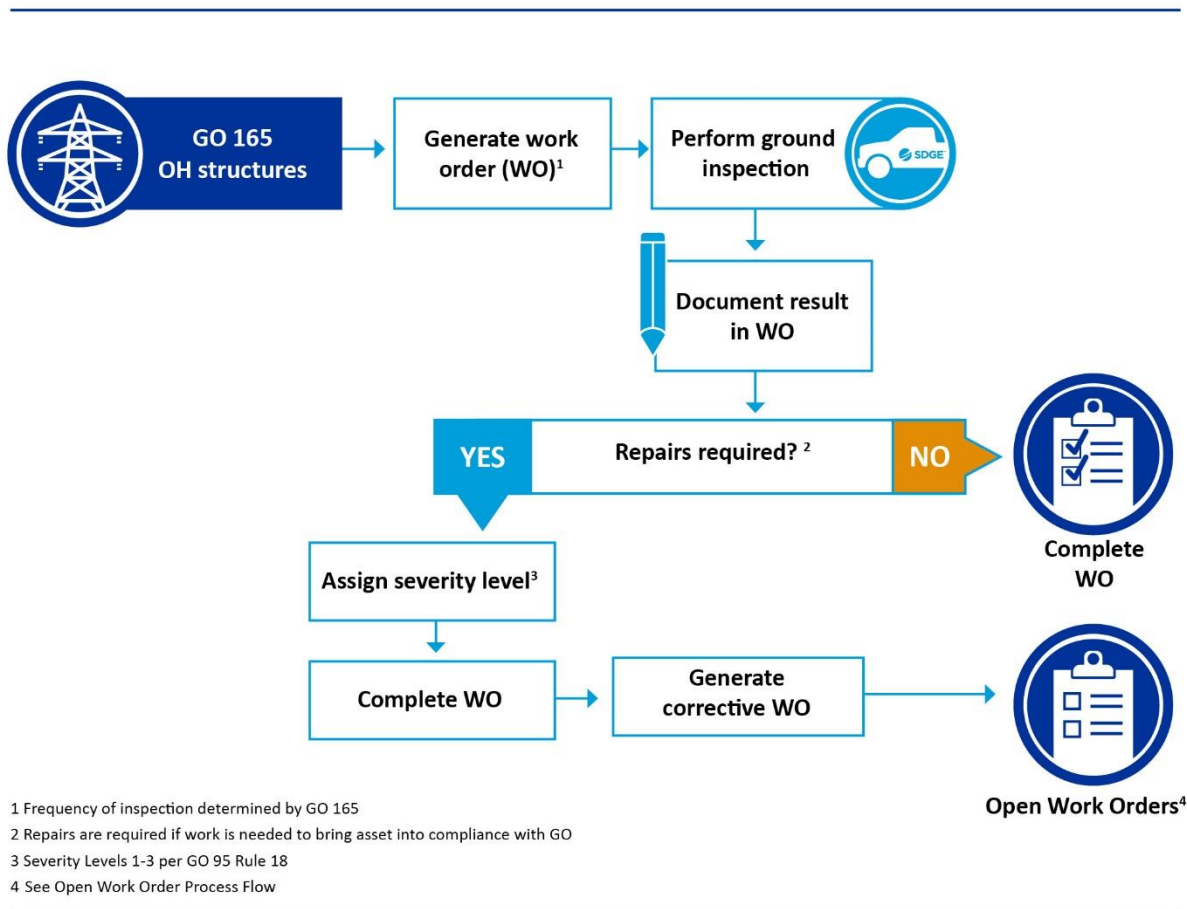 GO 165
OH structures
Generate work
order (WO)¹
Perform ground
inspection
SDGE
Document result
in WO
YES
Repairs required? ²
NO
Complete
WO
Assign severity level³
Complete WO
Generate
corrective WO
Open Work Orders⁴
1 Frequency of inspection determined by GO 165
2 Repairs are required if work is needed to bring asset into compliance with GO
3 Severity Levels 1-3 per GO 95 Rule 18
4 See Open Work Order Process Flow